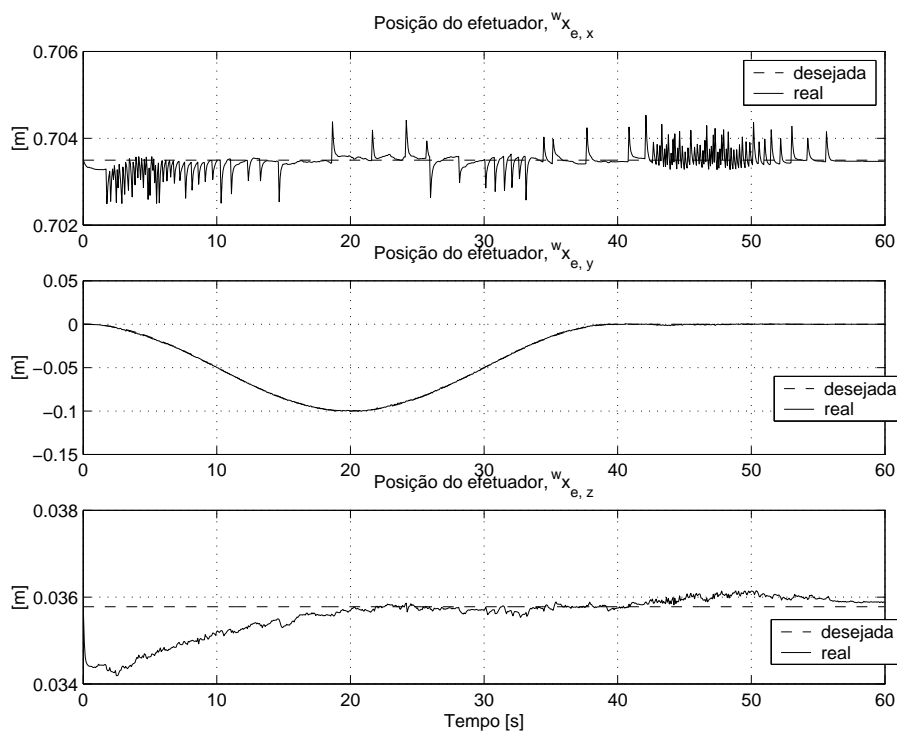 Posição do efetuador, ʷx e, x
0.706
0.704
0.702
[m]
desejada
real
0 10 20 30 40 50 60
Posição do efetuador, ʷx e, y
0.05
0
−0.05
−0.1
−0.15
[m]
desejada
real
0 10 20 30 40 50 60
Posição do efetuador, ʷx e, z
0.038
0.036
0.034
[m]
desejada
real
0 10 20 30 40 50 60
Tempo [s]